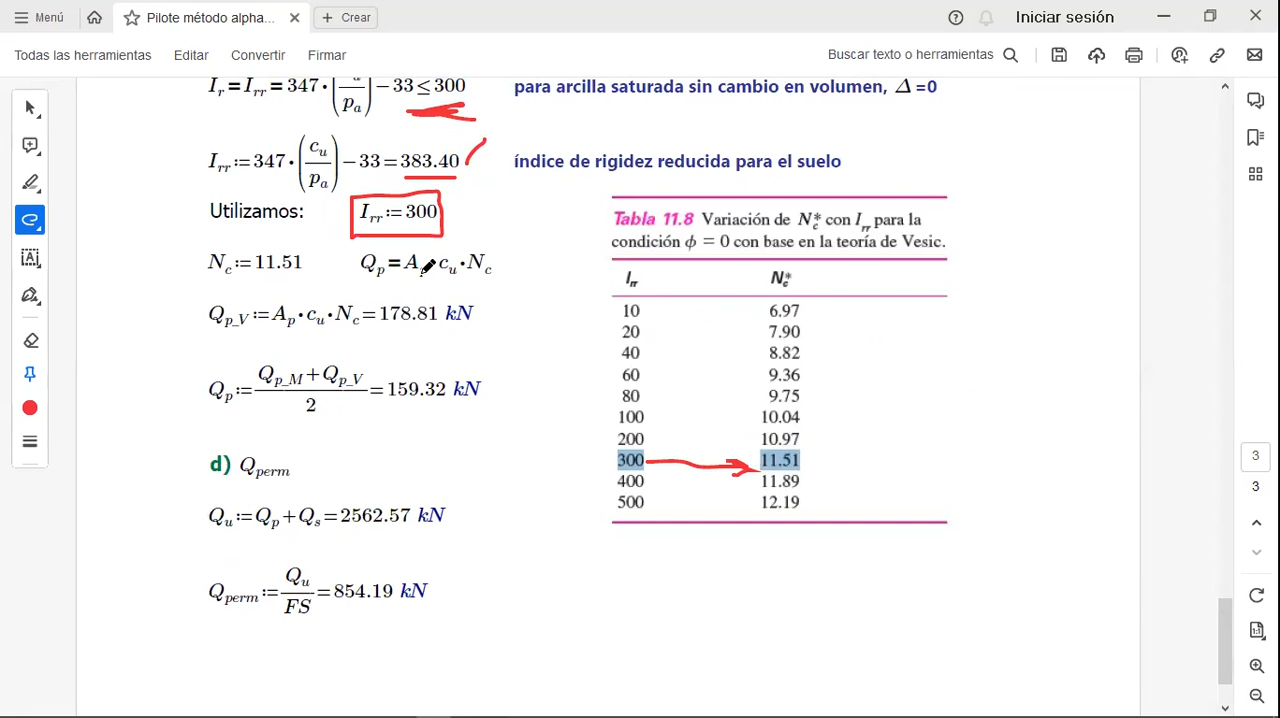 Menú
Pilote método alpha...
Crear
Iniciar sesión
Todas las herramientas
Editar
Convertir
Firmar
Buscar texto o herramientas
I_r = I_rr = 347·( / p_a) − 33 ≤ 300
para arcilla saturada sin cambio en volumen, Δ =0
I_rr := 347·(c_u / p_a) − 33 = 383.40
índice de rigidez reducida para el suelo
Utilizamos: I_rr := 300
N_c := 11.51 Q_p = A ·c_u·N_c
Q_p_V := A_p·c_u·N_c = 178.81 kN
Q_p := (Q_p_M + Q_p_V) / 2 = 159.32 kN
d) Q_perm
Q_u := Q_p + Q_s = 2562.57 kN
Q_perm := Q_u / FS = 854.19 kN
Tabla 11.8 Variación de N_c* con I_rr para la
condición ϕ = 0 con base en la teoría de Vesic.
I_rr N_c*
10 6.97
20 7.90
40 8.82
60 9.36
80 9.75
100 10.04
200 10.97
300 11.51
400 11.89
500 12.19
3
3
1:1